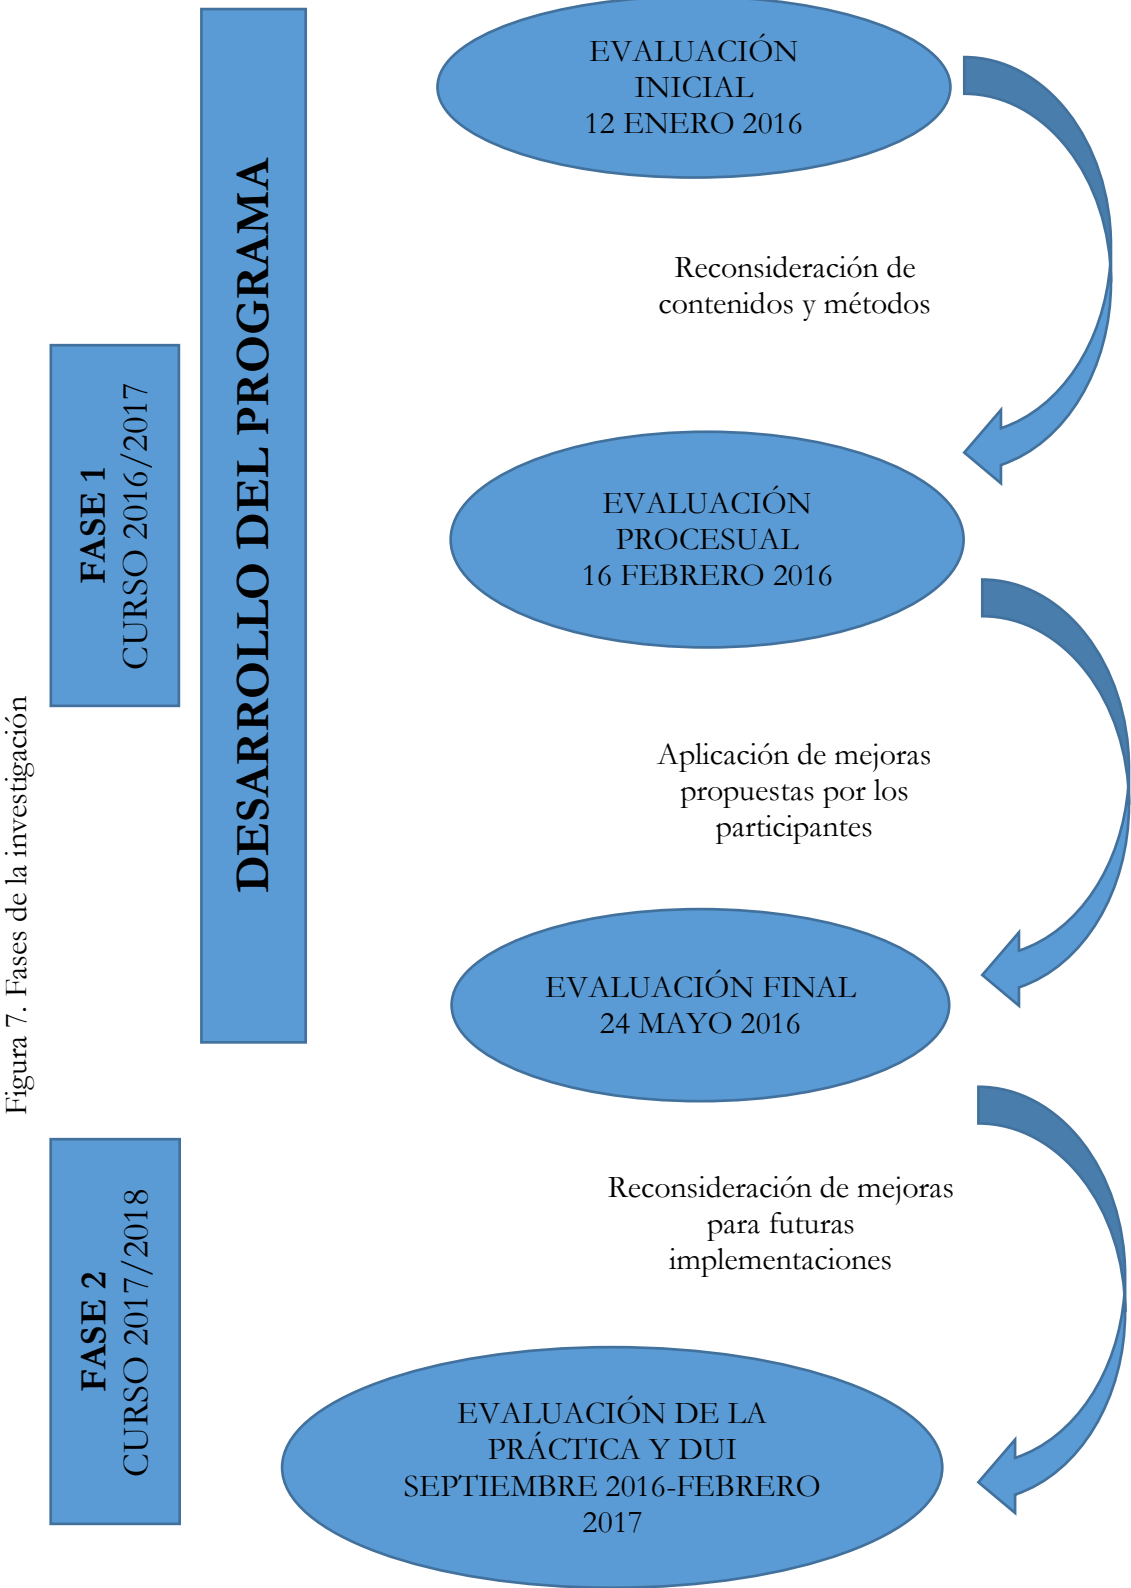 Figura 7. Fases de la investigación
FASE 1
CURSO 2016/2017
DESARROLLO DEL PROGRAMA
EVALUACIÓN
INICIAL
12 ENERO 2016
Reconsideración de
contenidos y métodos
EVALUACIÓN
PROCESUAL
16 FEBRERO 2016
Aplicación de mejoras
propuestas por los
participantes
EVALUACIÓN FINAL
24 MAYO 2016
FASE 2
CURSO 2017/2018
Reconsideración de mejoras
para futuras
implementaciones
EVALUACIÓN DE LA
PRÁCTICA Y DUI
SEPTIEMBRE 2016-FEBRERO
2017